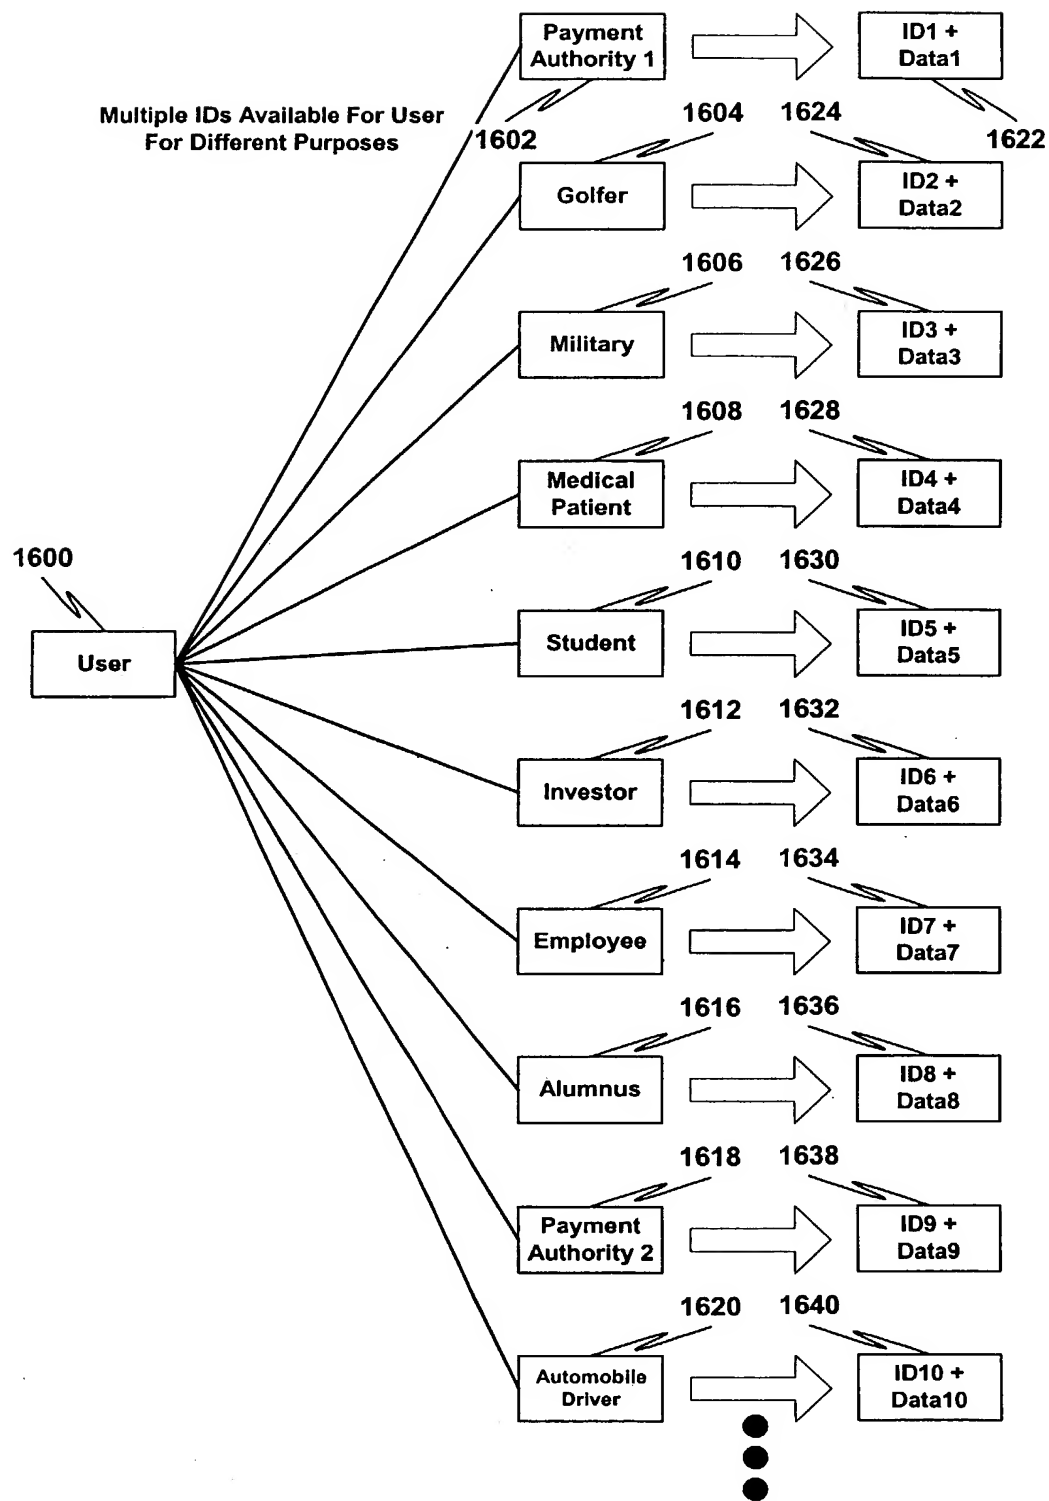 Payment
Authority 1
ID1 +
Data1
Multiple IDs Available For User
For Different Purposes
1602
1604
1624
1622
Golfer
ID2 +
Data2
1606
1626
Military
ID3 +
Data3
1608
1628
Medical
Patient
ID4 +
Data4
1600
User
1610
1630
Student
ID5 +
Data5
1612
1632
Investor
ID6 +
Data6
1614
1634
Employee
ID7 +
Data7
1616
1636
Alumnus
ID8 +
Data8
1618
1638
Payment
Authority 2
ID9 +
Data9
1620
1640
Automobile
Driver
ID10 +
Data10